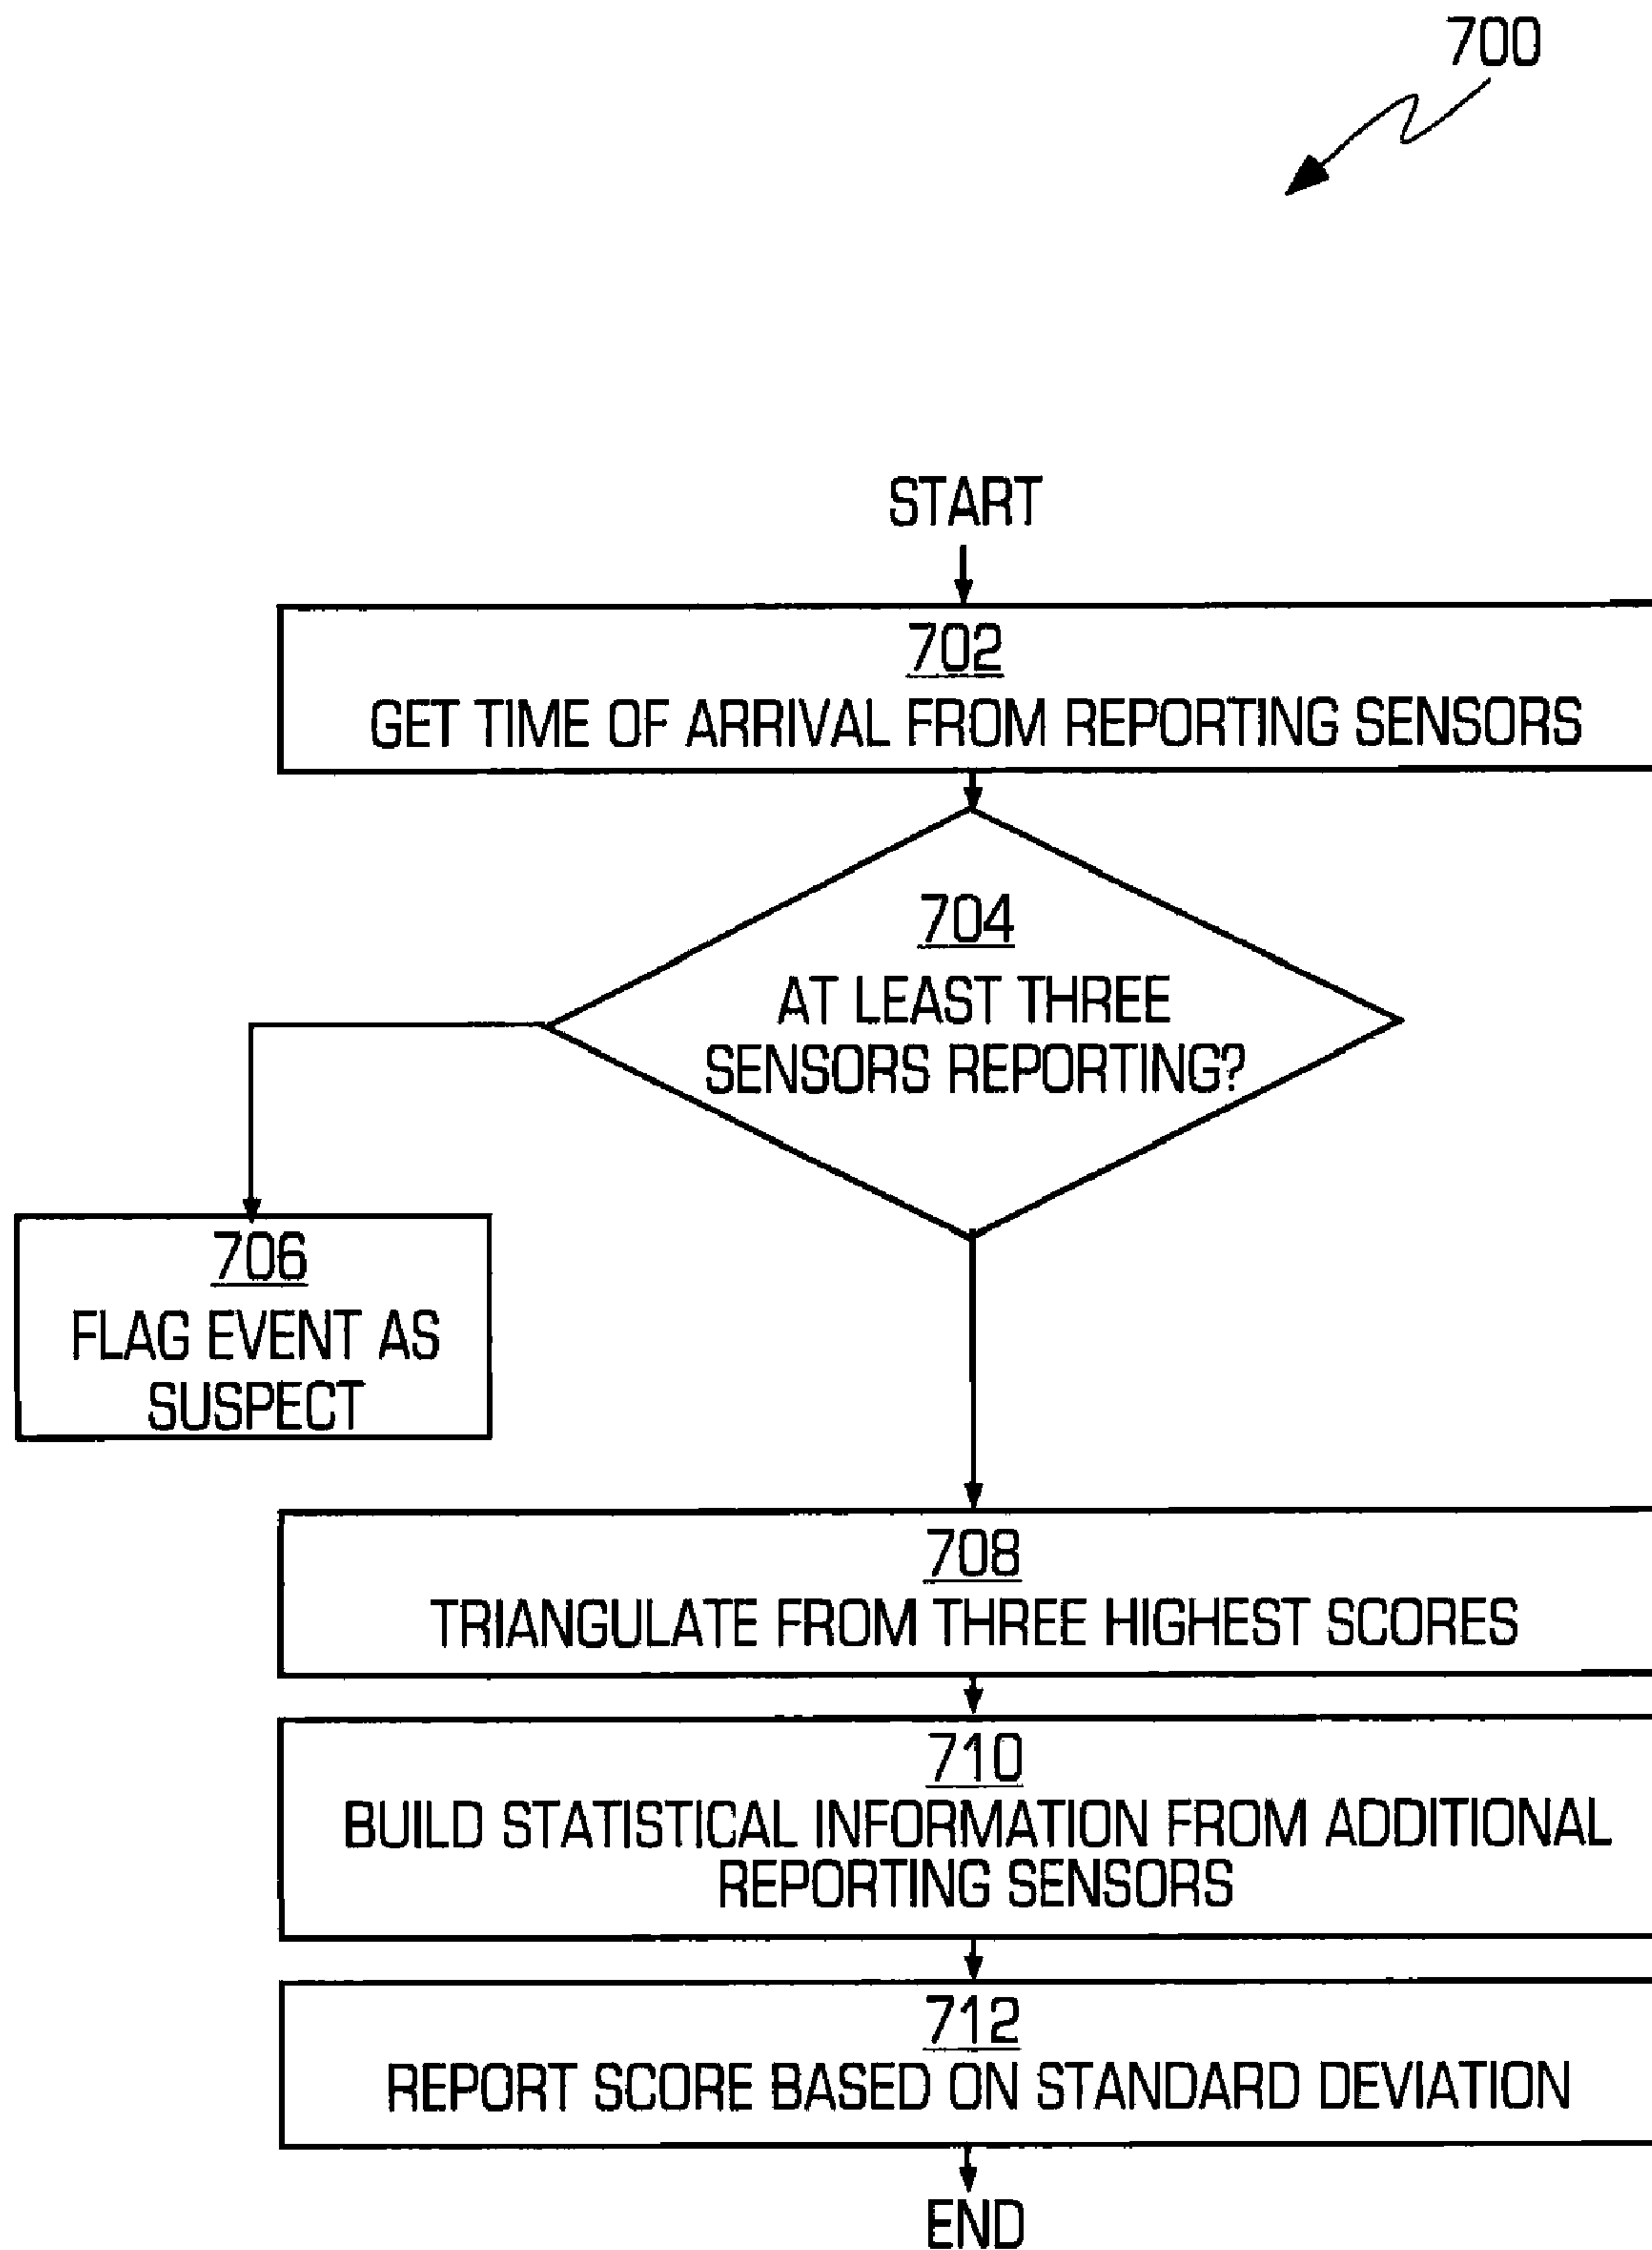 700
START
702
GET TIME OF ARRIVAL FROM REPORTING SENSORS
704
AT LEAST THREE
SENSORS REPORTING?
706
FLAG EVENT AS
SUSPECT
708
TRIANGULATE FROM THREE HIGHEST SCORES
710
BUILD STATISTICAL INFORMATION FROM ADDITIONAL
REPORTING SENSORS
712
REPORT SCORE BASED ON STANDARD DEVIATION
END